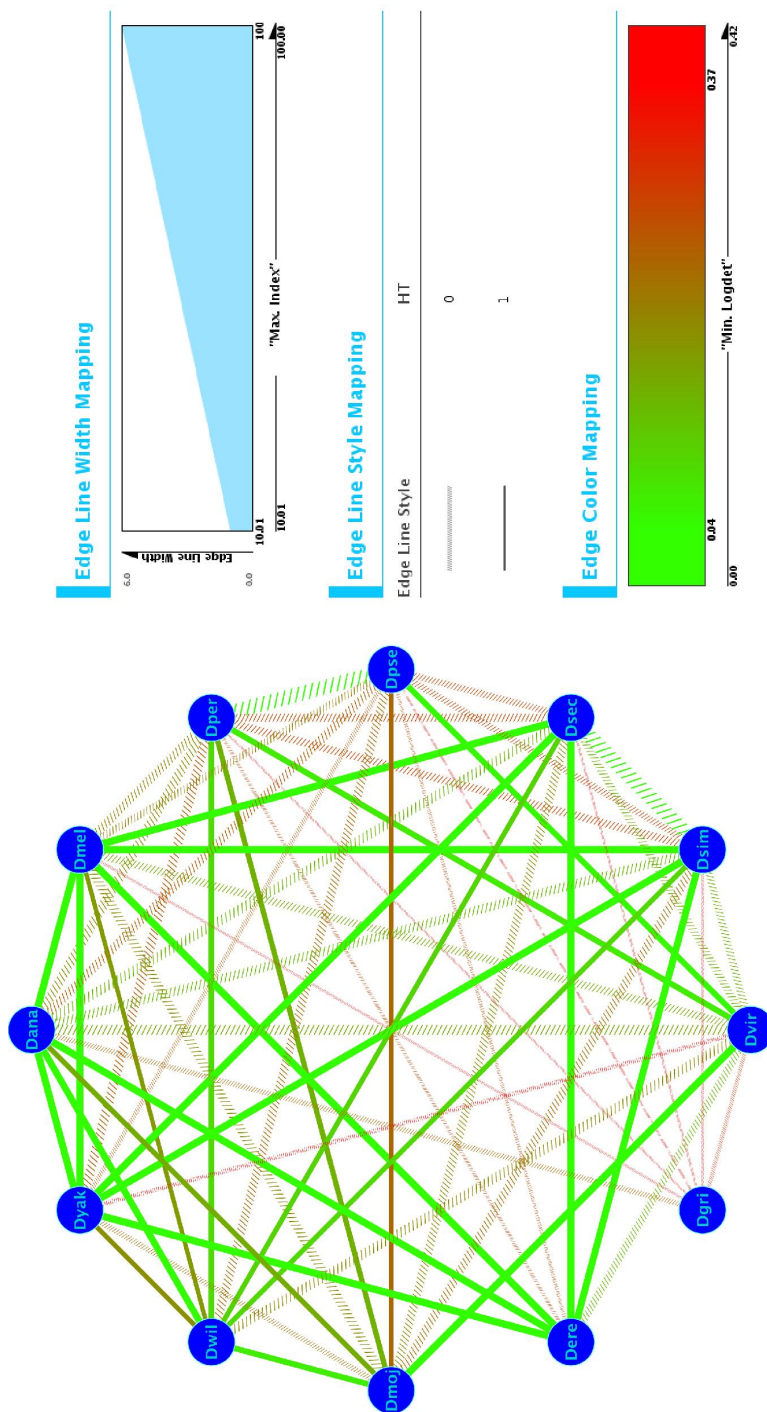 Edge Line Width Mapping
6.0
0.0
Edge Line Width
10.01
100
10.01
"Max. Index"
100.00
Edge Line Style Mapping
Edge Line Style
HT
0
1
Edge Color Mapping
0.04
0.37
0.00
"Min. Logdet"
0.42
Dpse
Dper
Dsec
Dmel
Dsim
Dana
Dvir
Dyak
Dgri
Dwil
Dere
Dmoj